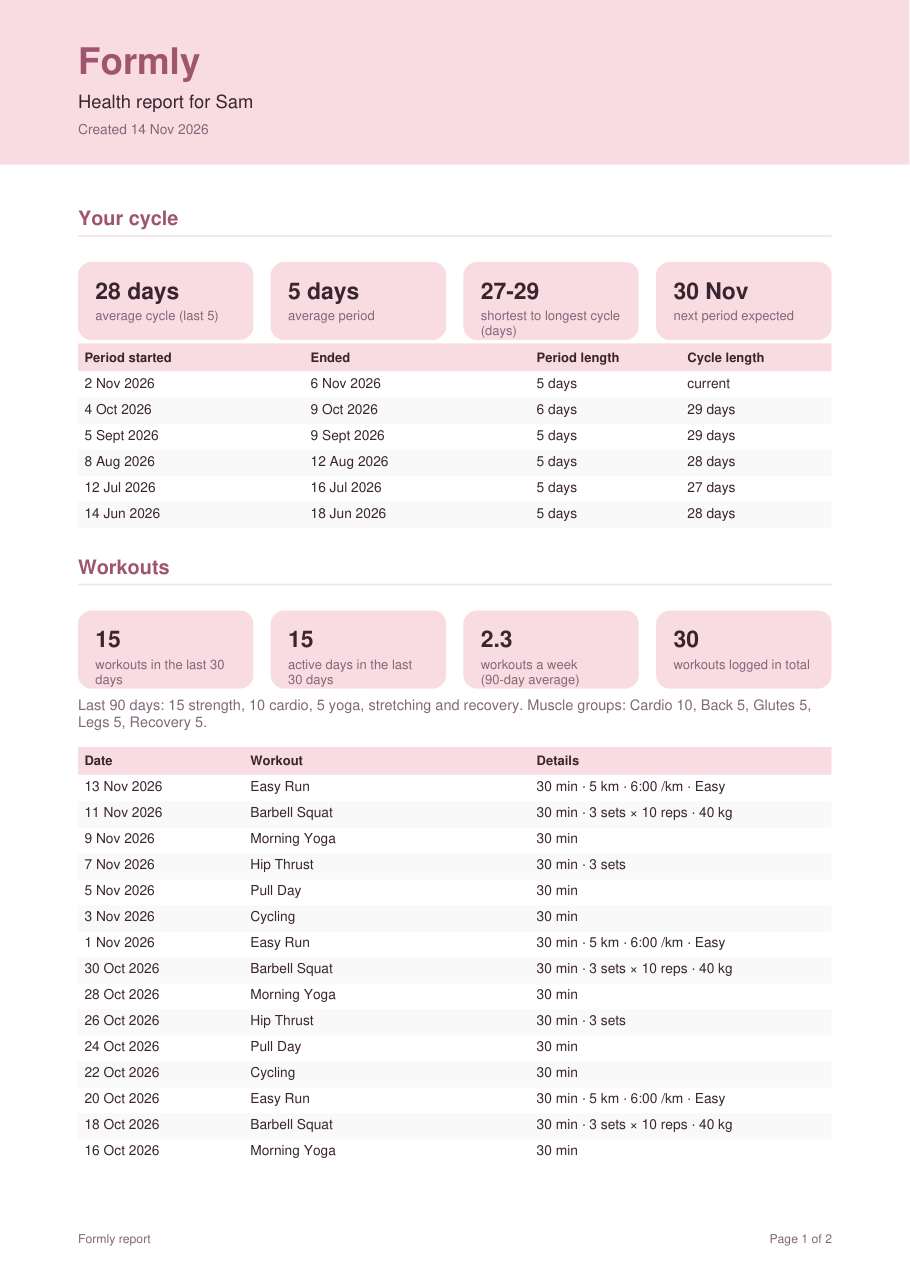 Formly
Health report for Sam
Created 14 Nov 2026
Your cycle
28 days
average cycle (last 5)
5 days
average period
27-29
shortest to longest cycle
(days)
30 Nov
next period expected
Period started Ended Period length Cycle length
2 Nov 2026 6 Nov 2026 5 days current
4 Oct 2026 9 Oct 2026 6 days 29 days
5 Sept 2026 9 Sept 2026 5 days 29 days
8 Aug 2026 12 Aug 2026 5 days 28 days
12 Jul 2026 16 Jul 2026 5 days 27 days
14 Jun 2026 18 Jun 2026 5 days 28 days
Workouts
15
workouts in the last 30
days
15
active days in the last
30 days
2.3
workouts a week
(90-day average)
30
workouts logged in total
Last 90 days: 15 strength, 10 cardio, 5 yoga, stretching and recovery. Muscle groups: Cardio 10, Back 5, Glutes 5,
Legs 5, Recovery 5.
Date Workout Details
13 Nov 2026 Easy Run 30 min · 5 km · 6:00 /km · Easy
11 Nov 2026 Barbell Squat 30 min · 3 sets × 10 reps · 40 kg
9 Nov 2026 Morning Yoga 30 min
7 Nov 2026 Hip Thrust 30 min · 3 sets
5 Nov 2026 Pull Day 30 min
3 Nov 2026 Cycling 30 min
1 Nov 2026 Easy Run 30 min · 5 km · 6:00 /km · Easy
30 Oct 2026 Barbell Squat 30 min · 3 sets × 10 reps · 40 kg
28 Oct 2026 Morning Yoga 30 min
26 Oct 2026 Hip Thrust 30 min · 3 sets
24 Oct 2026 Pull Day 30 min
22 Oct 2026 Cycling 30 min
20 Oct 2026 Easy Run 30 min · 5 km · 6:00 /km · Easy
18 Oct 2026 Barbell Squat 30 min · 3 sets × 10 reps · 40 kg
16 Oct 2026 Morning Yoga 30 min
Formly report Page 1 of 2